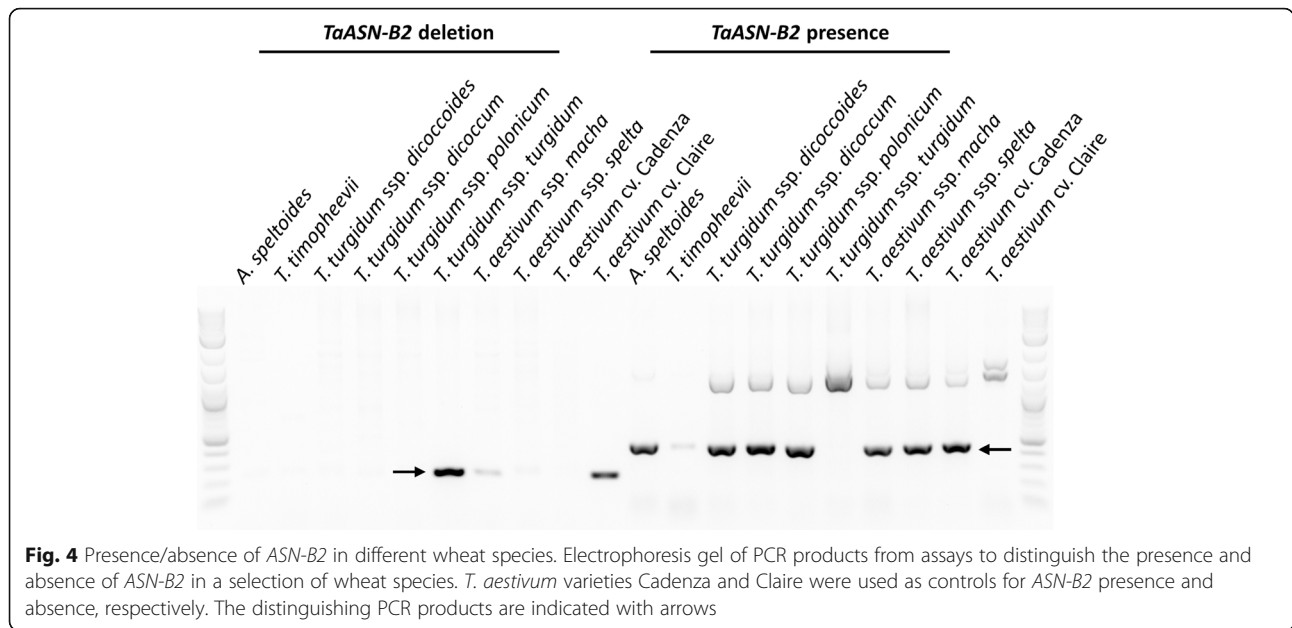 TaASN-B2 deletion
TaASN-B2 presence
A. speltoides
T. timopheevii
T. turgidum ssp. dicoccoides
T. turgidum ssp. dicoccum
T. turgidum ssp. polonicum
T. turgidum ssp. turgidum
T. aestivum ssp. macha
T. aestivum ssp. spelta
T. aestivum cv. Cadenza
T. aestivum cv. Claire
A. speltoides
T. timopheevii
T. turgidum ssp. dicoccoides
T. turgidum ssp. dicoccum
T. turgidum ssp. polonicum
T. turgidum ssp. turgidum
T. aestivum ssp. macha
T. aestivum ssp. spelta
T. aestivum cv. Cadenza
T. aestivum cv. Claire
Fig. 4 Presence/absence of ASN-B2 in different wheat species. Electrophoresis gel of PCR products from assays to distinguish the presence and
absence of ASN-B2 in a selection of wheat species. T. aestivum varieties Cadenza and Claire were used as controls for ASN-B2 presence and
absence, respectively. The distinguishing PCR products are indicated with arrows